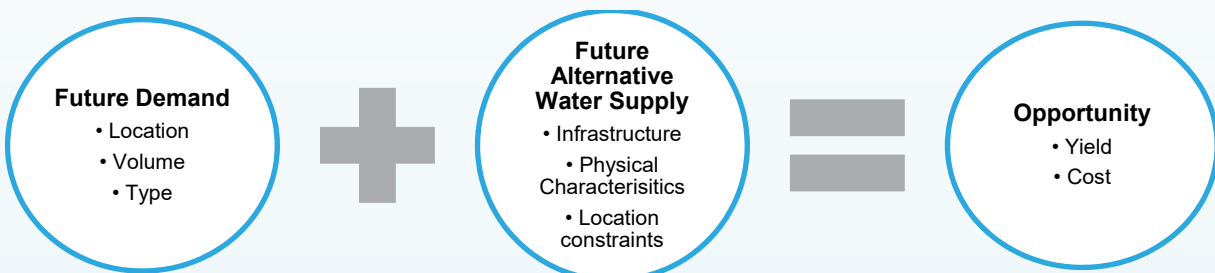 Future Demand
• Location
• Volume
• Type
Future
Alternative
Water Supply
• Infrastructure
• Physical
Characterisitics
• Location
constraints
Opportunity
• Yield
• Cost